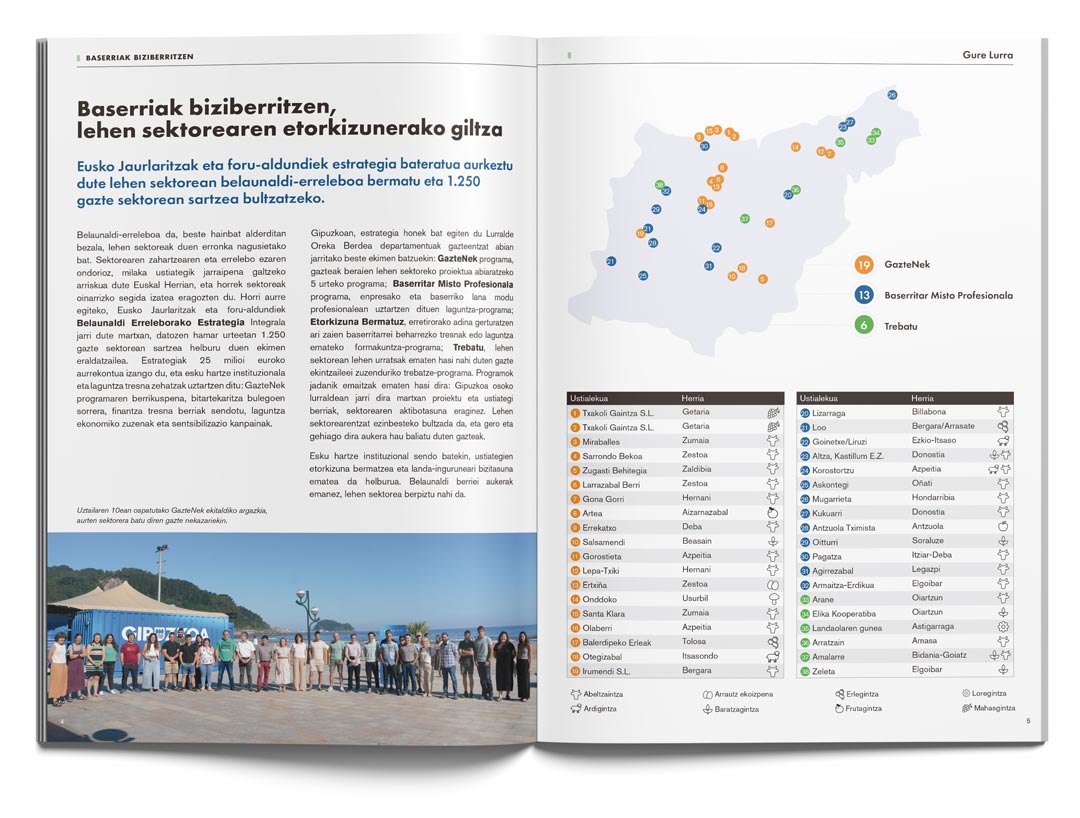 BASERRIAK BIZIBERRITZEN
Baserriak biziberritzen,
lehen sektorearen etorkizunerako giltza
Eusko Jaurlaritzak eta foru-aldundiek estrategia bateratua aurkeztu
dute lehen sektorean belaunaldi-erreleboa bermatu eta 1.250
gazte sektorean sartzea bultzatzeko.
Belaunaldi-erreleboa da, beste hainbat alderditan
bezala, lehen sektoreak duen erronka nagusietako
bat. Sektorearen zahartzearen eta errelebo ezaren
ondorioz, milaka ustiategik jarraipena galtzeko
arriskua dute Euskal Herrian, eta horrek sektoreak
oinarrizko segida izatea eragozten du. Horri aurre
egiteko, Eusko Jaurlaritzak eta foru-aldundiek
Belaunaldi Erreleborako Estrategia Integrala
jarri dute martxan, datozen hamar urteetan 1.250
gazte sektorean sartzea helburu duen ekimen
eraldatzailea. Estrategiak 25 milioi euroko
aurrekontua izango du, eta esku hartze instituzionala
eta laguntza tresna zehatzak uztartzen ditu: GazteNek
programaren berrikuspena, bitartekaritza bulegoen
sorrera, finantza tresna berriak sendotu, laguntza
ekonomiko zuzenak eta sentsibilizazio kanpainak.
Gipuzkoan, estrategia honek bat egiten du Lurralde
Oreka Berdea departamentuak gazteentzat abian
jarritako beste ekimen batzuekin: GazteNek programa,
gazteak beraien lehen sektoreko proiektua abiarazteko
5 urteko programa; Baserritar Misto Profesionala
programa, enpresako eta baserriko lana modu
profesionalean uztartzen dituen laguntza-programa;
Etorkizuna Bermatuz, erretirorako adina gerturatzen
ari zaien baserritarrei beharrezko tresnak edo laguntza
emateko formakuntza-programa; Trebatu, lehen
sektorean lehen urratsak ematen hasi nahi duten gazte
ekintzaileei zuzenduriko trebatze-programa. Programok
jadanik emaitzak ematen hasi dira: Gipuzkoa osoko
lurraldean jarri dira martxan proiektu eta ustiategi
berriak, sektorearen aktibotasuna eraginez. Lehen
sektorearentzat ezinbesteko bultzada da, eta gero eta
gehiago dira aukera hau baliatu duten gazteak.
Esku hartze instituzional sendo batekin, ustiategien
etorkizuna bermatzea eta landa-inguruneari bizitasuna
ematea da helburua. Belaunaldi berriei aukerak
emanez, lehen sektorea berpiztu nahi da.
Uztailaren 10ean ospatutako GazteNek ekitaldiko argazkia,
aurten sektorera batu diren gazte nekazariekin.
GIPUZKOA
4
Gure Lurra
19 GazteNek
13 Baserritar Misto Profesionala
6 Trebatu
Ustialekua Herria
1 Txakoli Gaintza S.L. Getaria
2 Txakoli Gaintza S.L. Getaria
3 Miraballes Zumaia
4 Sarrondo Bekoa Zestoa
5 Zugasti Behitegia Zaldibia
6 Larrazabal Berri Zestoa
7 Gona Gorri Hernani
8 Artea Aizarnazabal
9 Errekatxo Deba
10 Salsamendi Beasain
11 Gorostieta Azpeitia
12 Lepa-Txiki Hernani
13 Ertxiña Zestoa
14 Onddoko Usurbil
15 Santa Klara Zumaia
16 Olaberri Azpeitia
17 Balerdipeko Erleak Tolosa
18 Otegizabal Itsasondo
19 Irumendi S.L. Bergara
Ustialekua Herria
20 Lizarraga Billabona
21 Loo Bergara/Arrasate
22 Goinetxe/Liruzi Ezkio-Itsaso
23 Altza, Kastillum E.Z. Donostia
24 Korostortzu Azpeitia
25 Askontegi Oñati
26 Mugarrieta Hondarribia
27 Kukuarri Donostia
28 Antzuola Tximista Antzuola
29 Oitturri Soraluze
30 Pagatza Itziar-Deba
31 Agirrezabal Legazpi
32 Armaitza-Erdikua Elgoibar
33 Arane Oiartzun
34 Elika Kooperatiba Oiartzun
35 Landaolaren gunea Astigarraga
36 Arratzain Amasa
37 Amalarre Bidania-Goiatz
38 Zeleta Elgoibar
Abeltzaintza Arrautz ekoizpena Erlegintza Loregintza
Ardigintza Baratzagintza Frutagintza Mahasgintza
5